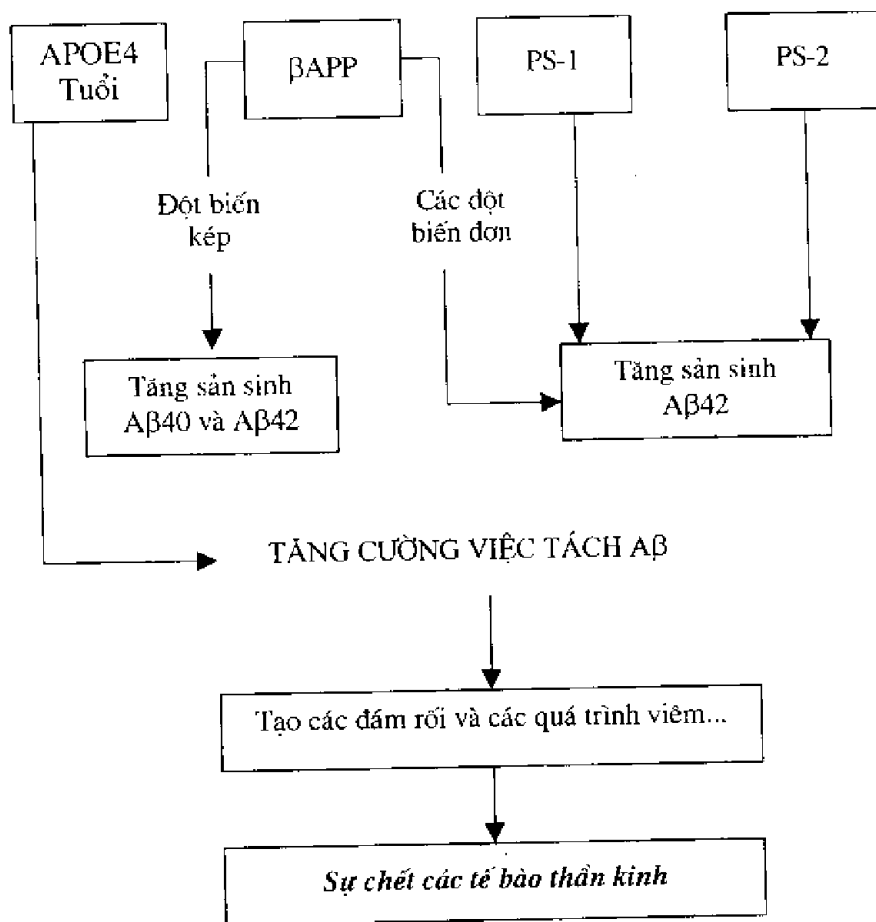 APOE4
Tuổi
βAPP
PS-1
PS-2
Đột biến
kép
Các đột
biến đơn
Tăng sản sinh
Aβ40 và Aβ42
Tăng sản sinh
Aβ42
TĂNG CƯỜNG VIỆC TÁCH Aβ
Tạo các đám rối và các quá trình viêm...
Sự chết các tế bào thần kinh